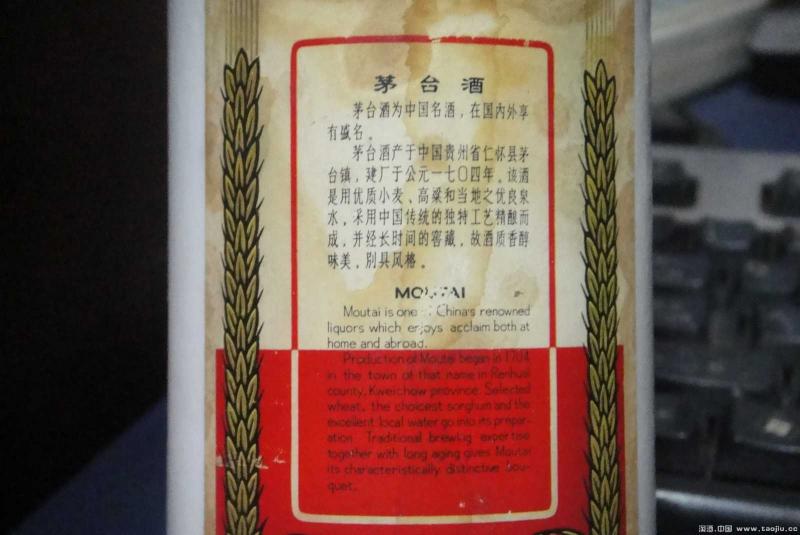 茅台酒
茅台酒为中国名酒，在国内外享
有盛名。
茅台酒产于中国贵州省仁怀县茅
台镇，建厂于公元一七〇四年。该酒
是用优质小麦、高粱和当地之优良泉
水，采用中国传统的独特工艺精酿而
成，并经长时间的窖藏，故酒质香醇
味美，别具风格。
MOUTAI
Moutai is one of China's renowned
liquors which enjoys acclaim both at
home and abroad.
Production of Moutai began in 1704
in the town of that name in Renhuai
county, Kweichow province. Selected
wheat, the choicest sorghum and the
excellent local water go into its prepar-
ation. Traditional brewing expertise
together with long aging gives Moutai
its characteristically distinctive bou-
quet.
淘酒.中国 www.taojiu.cc